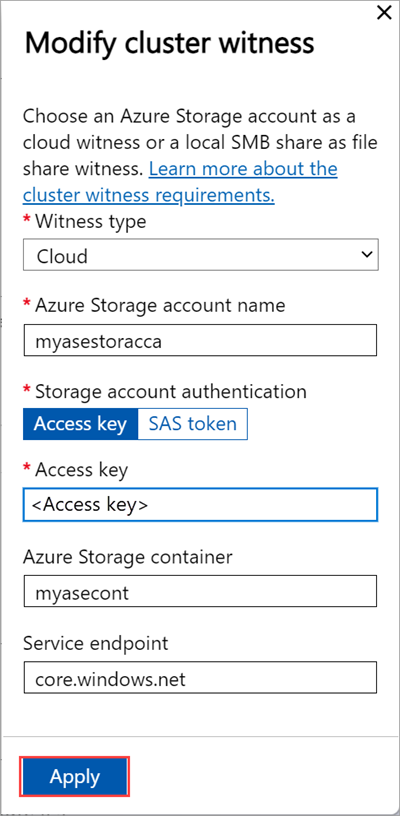 Modify cluster witness
Choose an Azure Storage account as a
cloud witness or a local SMB share as file
share witness. Learn more about the
cluster witness requirements.
* Witness type
Cloud
* Azure Storage account name
myasestoracca
* Storage account authentication
Access key SAS token
* Access key
<Access key>
Azure Storage container
myasecont
Service endpoint
core.windows.net
Apply